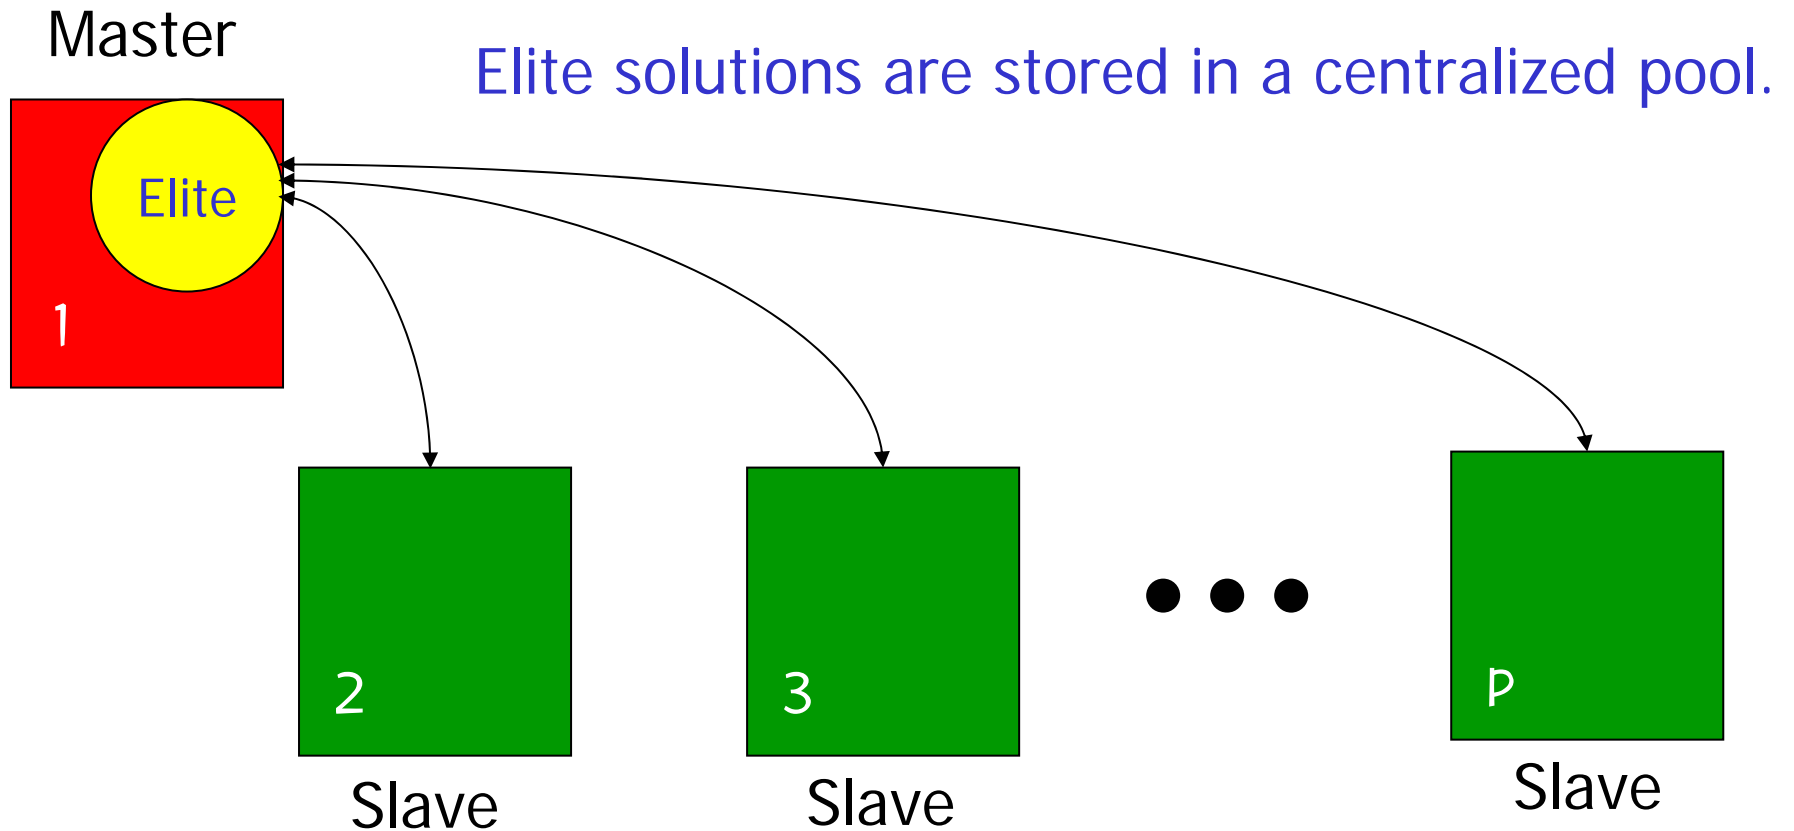 Master
Elite solutions are stored in a centralized pool.
Elite
1
2
3
p
Slave
Slave
Slave